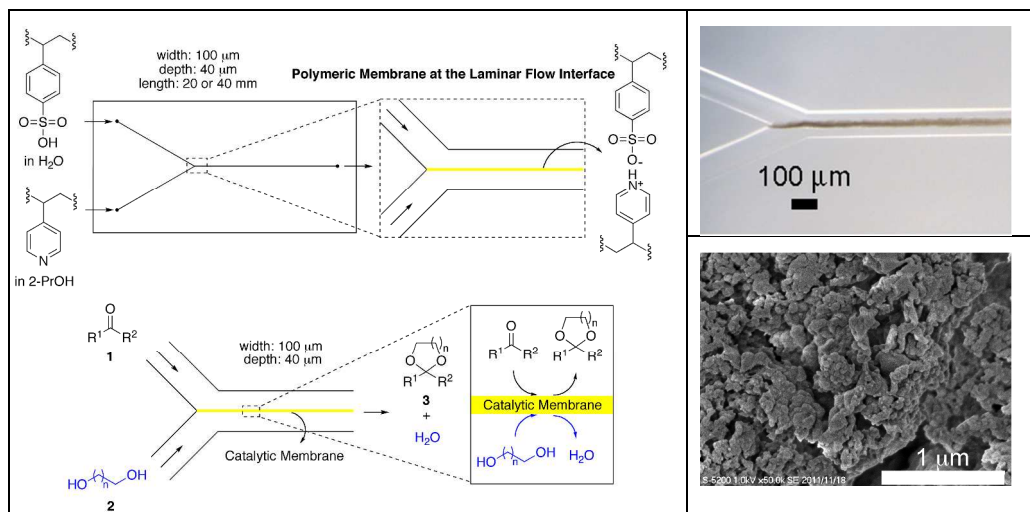 width: 100 μm
depth: 40 μm
length: 20 or 40 mm
Polymeric Membrane at the Laminar Flow Interface
O=S=O
OH
in H₂O
N
in 2-PrOH
O=S=O
O-
H
N+
O
R¹ R²
1
width: 100 μm
depth: 40 μm
HO ( )n OH
2
Catalytic Membrane
( )n
O O
R¹ R²
3
+
H₂O
O
R¹ R²
( )n
O O
R¹ R²
Catalytic Membrane
HO ( )n OH
H₂O
100 μm
1 μm
S-5200 1.0kV x50.0k SE 2011/11/18